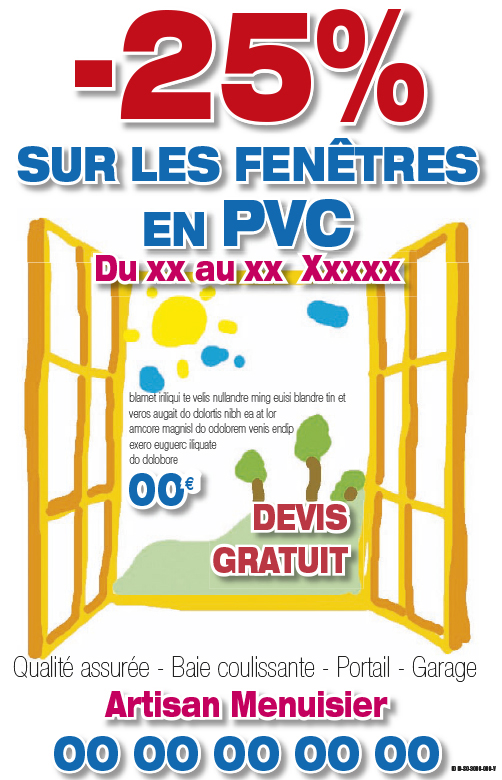 -25%
SUR LES FENÊTRES
EN PVC
Du xx au xx Xxxxx
blamet iriliqui te velis nullandre ming euisi blandre tin et
veros augait do dolortis nibh ea at lor
amcore magnisl do odolorem venis endip
exero euguerc iliquate
do dolobore
00€
DEVIS
GRATUIT
Qualité assurée - Baie coulissante - Portail - Garage
Artisan Menuisier
00 00 00 00 00